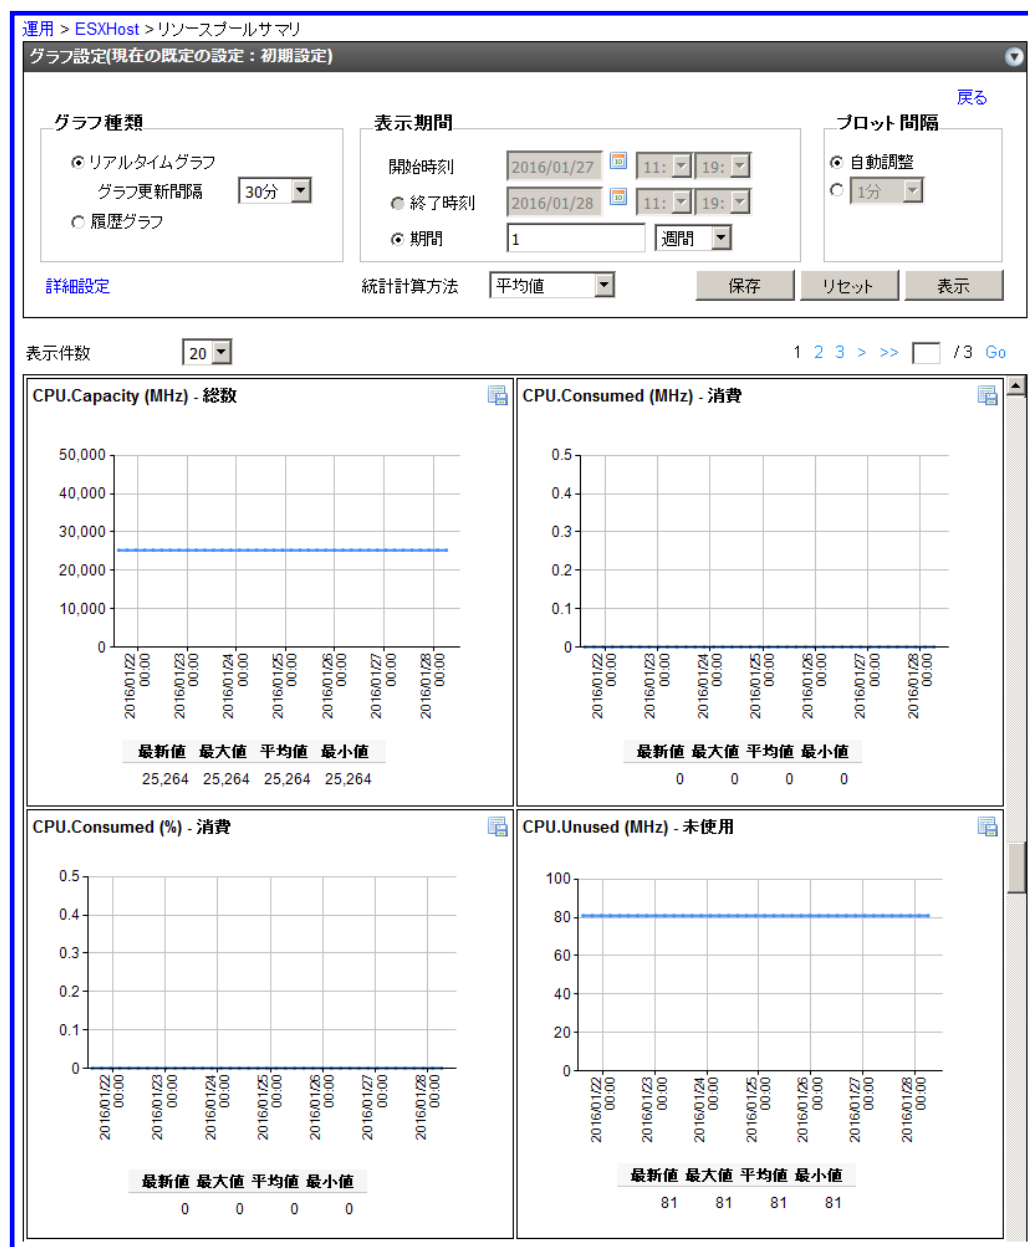 運用 > ESXHost >リソースプールサマリ
グラフ設定(現在の既定の設定：初期設定)
戻る
グラフ種類
リアルタイムグラフ
グラフ更新間隔 30分
履歴グラフ
表示期間
開始時刻 2016/01/27 11: 19:
終了時刻 2016/01/28 11: 19:
期間 1 週間
プロット間隔
自動調整
1分
詳細設定 統計計算方法 平均値 保存 リセット 表示
表示件数 20 1 2 3 > >> /3 Go
CPU.Capacity (MHz) - 総数
50,000
40,000
30,000
20,000
10,000
0
2016/01/22 00:00
2016/01/23 00:00
2016/01/24 00:00
2016/01/25 00:00
2016/01/26 00:00
2016/01/27 00:00
2016/01/28 00:00
最新値 最大値 平均値 最小値
25,264 25,264 25,264 25,264
CPU.Consumed (MHz) - 消費
0.5
0.4
0.3
0.2
0.1
0
2016/01/22 00:00
2016/01/23 00:00
2016/01/24 00:00
2016/01/25 00:00
2016/01/26 00:00
2016/01/27 00:00
2016/01/28 00:00
最新値 最大値 平均値 最小値
0 0 0 0
CPU.Consumed (%) - 消費
0.5
0.4
0.3
0.2
0.1
0
2016/01/22 00:00
2016/01/23 00:00
2016/01/24 00:00
2016/01/25 00:00
2016/01/26 00:00
2016/01/27 00:00
2016/01/28 00:00
最新値 最大値 平均値 最小値
0 0 0 0
CPU.Unused (MHz) - 未使用
100
80
60
40
20
0
2016/01/22 00:00
2016/01/23 00:00
2016/01/24 00:00
2016/01/25 00:00
2016/01/26 00:00
2016/01/27 00:00
2016/01/28 00:00
最新値 最大値 平均値 最小値
81 81 81 81